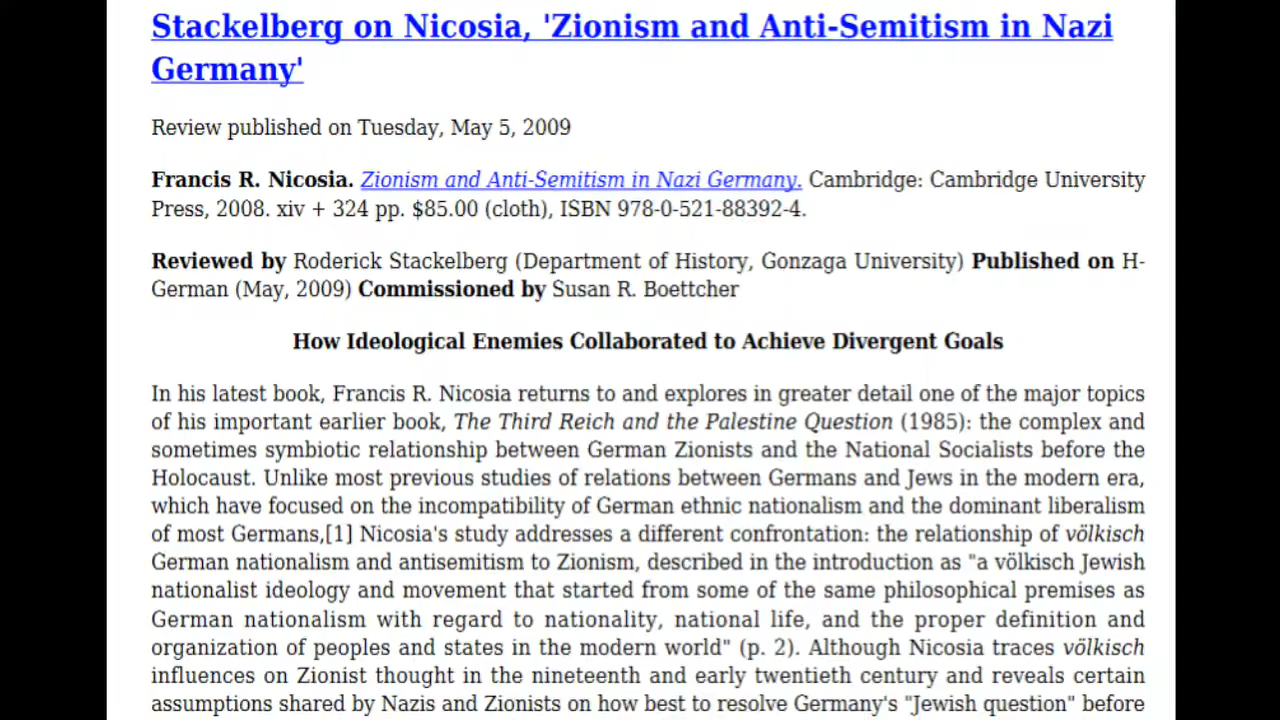 Stackelberg on Nicosia, 'Zionism and Anti-Semitism in Nazi
Germany'
Review published on Tuesday, May 5, 2009
Francis R. Nicosia. Zionism and Anti-Semitism in Nazi Germany. Cambridge: Cambridge University
Press, 2008. xiv + 324 pp. $85.00 (cloth), ISBN 978-0-521-88392-4.
Reviewed by Roderick Stackelberg (Department of History, Gonzaga University) Published on H-
German (May, 2009) Commissioned by Susan R. Boettcher
How Ideological Enemies Collaborated to Achieve Divergent Goals
In his latest book, Francis R. Nicosia returns to and explores in greater detail one of the major topics
of his important earlier book, The Third Reich and the Palestine Question (1985): the complex and
sometimes symbiotic relationship between German Zionists and the National Socialists before the
Holocaust. Unlike most previous studies of relations between Germans and Jews in the modern era,
which have focused on the incompatibility of German ethnic nationalism and the dominant liberalism
of most Germans,[1] Nicosia's study addresses a different confrontation: the relationship of völkisch
German nationalism and antisemitism to Zionism, described in the introduction as "a völkisch Jewish
nationalist ideology and movement that started from some of the same philosophical premises as
German nationalism with regard to nationality, national life, and the proper definition and
organization of peoples and states in the modern world" (p. 2). Although Nicosia traces völkisch
influences on Zionist thought in the nineteenth and early twentieth century and reveals certain
assumptions shared by Nazis and Zionists on how best to resolve Germany's "Jewish question" before